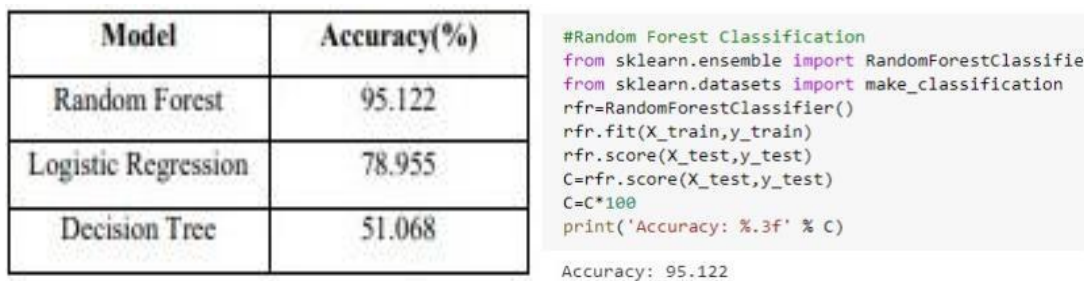 Model Accuracy(%)
Random Forest 95.122
Logistic Regression 78.955
Decision Tree 51.068
#Random Forest Classification
from sklearn.ensemble import RandomForestClassifie
from sklearn.datasets import make_classification
rfr=RandomForestClassifier()
rfr.fit(X_train,y_train)
rfr.score(X_test,y_test)
C=rfr.score(X_test,y_test)
C=C*100
print('Accuracy: %.3f' % C)
Accuracy: 95.122